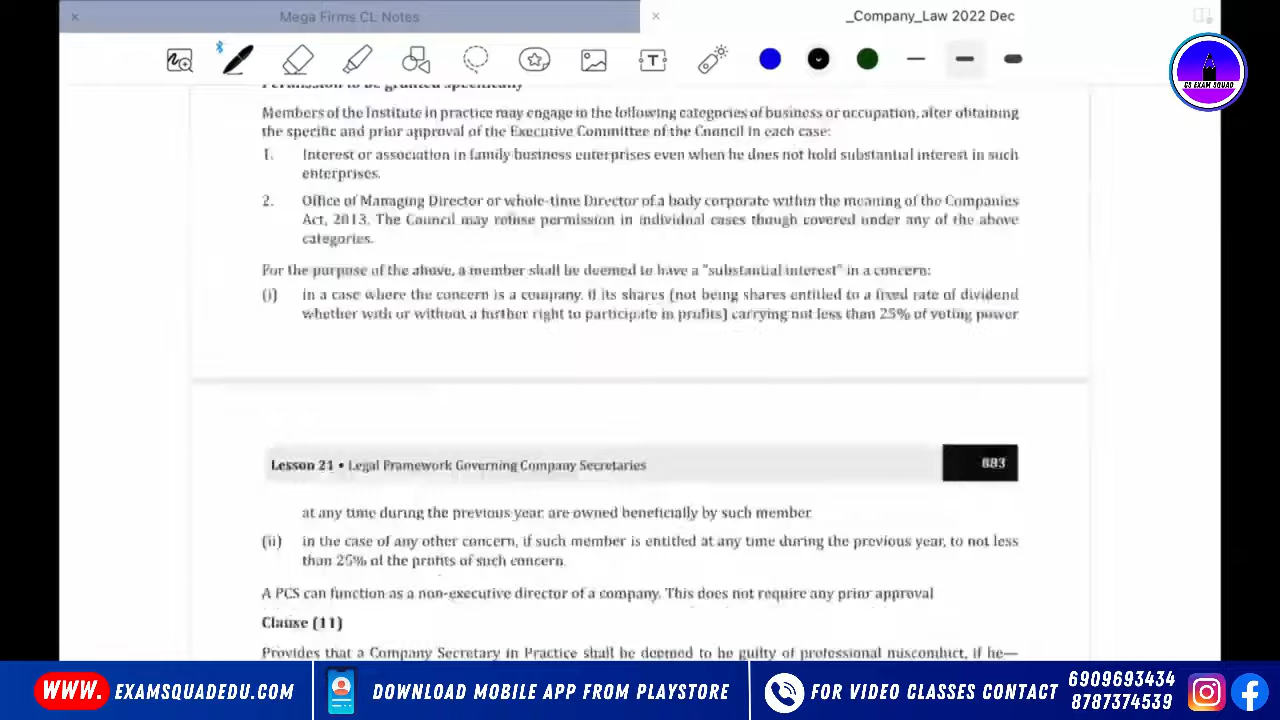 Mega Firms CL Notes
_Company_Law 2022 Dec
T
CS EXAM SQUAD
Permission to be granted specifically
Members of the Institute in practice may engage in the following categories of business or occupation, after obtaining
the specific and prior approval of the Executive Committee of the Council in each case:
1. Interest or association in family business enterprises even when he does not hold substantial interest in such
enterprises.
2. Office of Managing Director or whole-time Director of a body corporate within the meaning of the Companies
Act, 2013. The Council may refuse permission in individual cases though covered under any of the above
categories.
For the purpose of the above, a member shall be deemed to have a "substantial interest" in a concern:
(i) in a case where the concern is a company, if its shares (not being shares entitled to a fixed rate of dividend
whether with or without a further right to participate in profits) carrying not less than 25% of voting power
Lesson 21 • Legal Framework Governing Company Secretaries
883
at any time during the previous year, are owned beneficially by such member
(ii) in the case of any other concern, if such member is entitled at any time during the previous year, to not less
than 25% of the profits of such concern.
A PCS can function as a non-executive director of a company. This does not require any prior approval
Clause (11)
Provides that a Company Secretary in Practice shall be deemed to be guilty of professional misconduct, if he—
WWW. EXAMSQUADEDU.COM
DOWNLOAD MOBILE APP FROM PLAYSTORE
FOR VIDEO CLASSES CONTACT
6909693434
8787374539